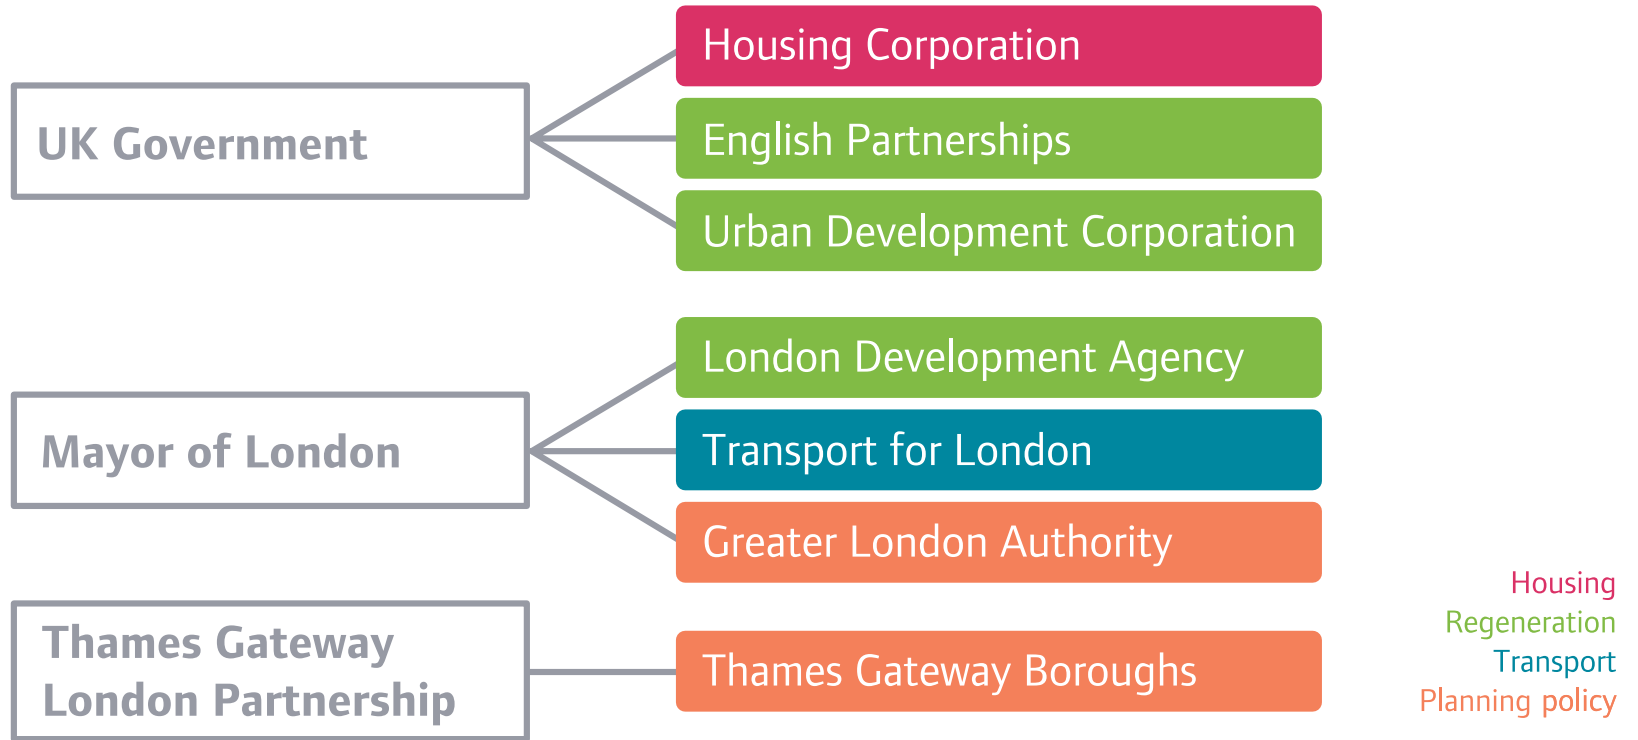 UK Government
Housing Corporation
English Partnerships
Urban Development Corporation
Mayor of London
London Development Agency
Transport for London
Greater London Authority
Thames Gateway
London Partnership
Thames Gateway Boroughs
Housing
Regeneration
Transport
Planning policy